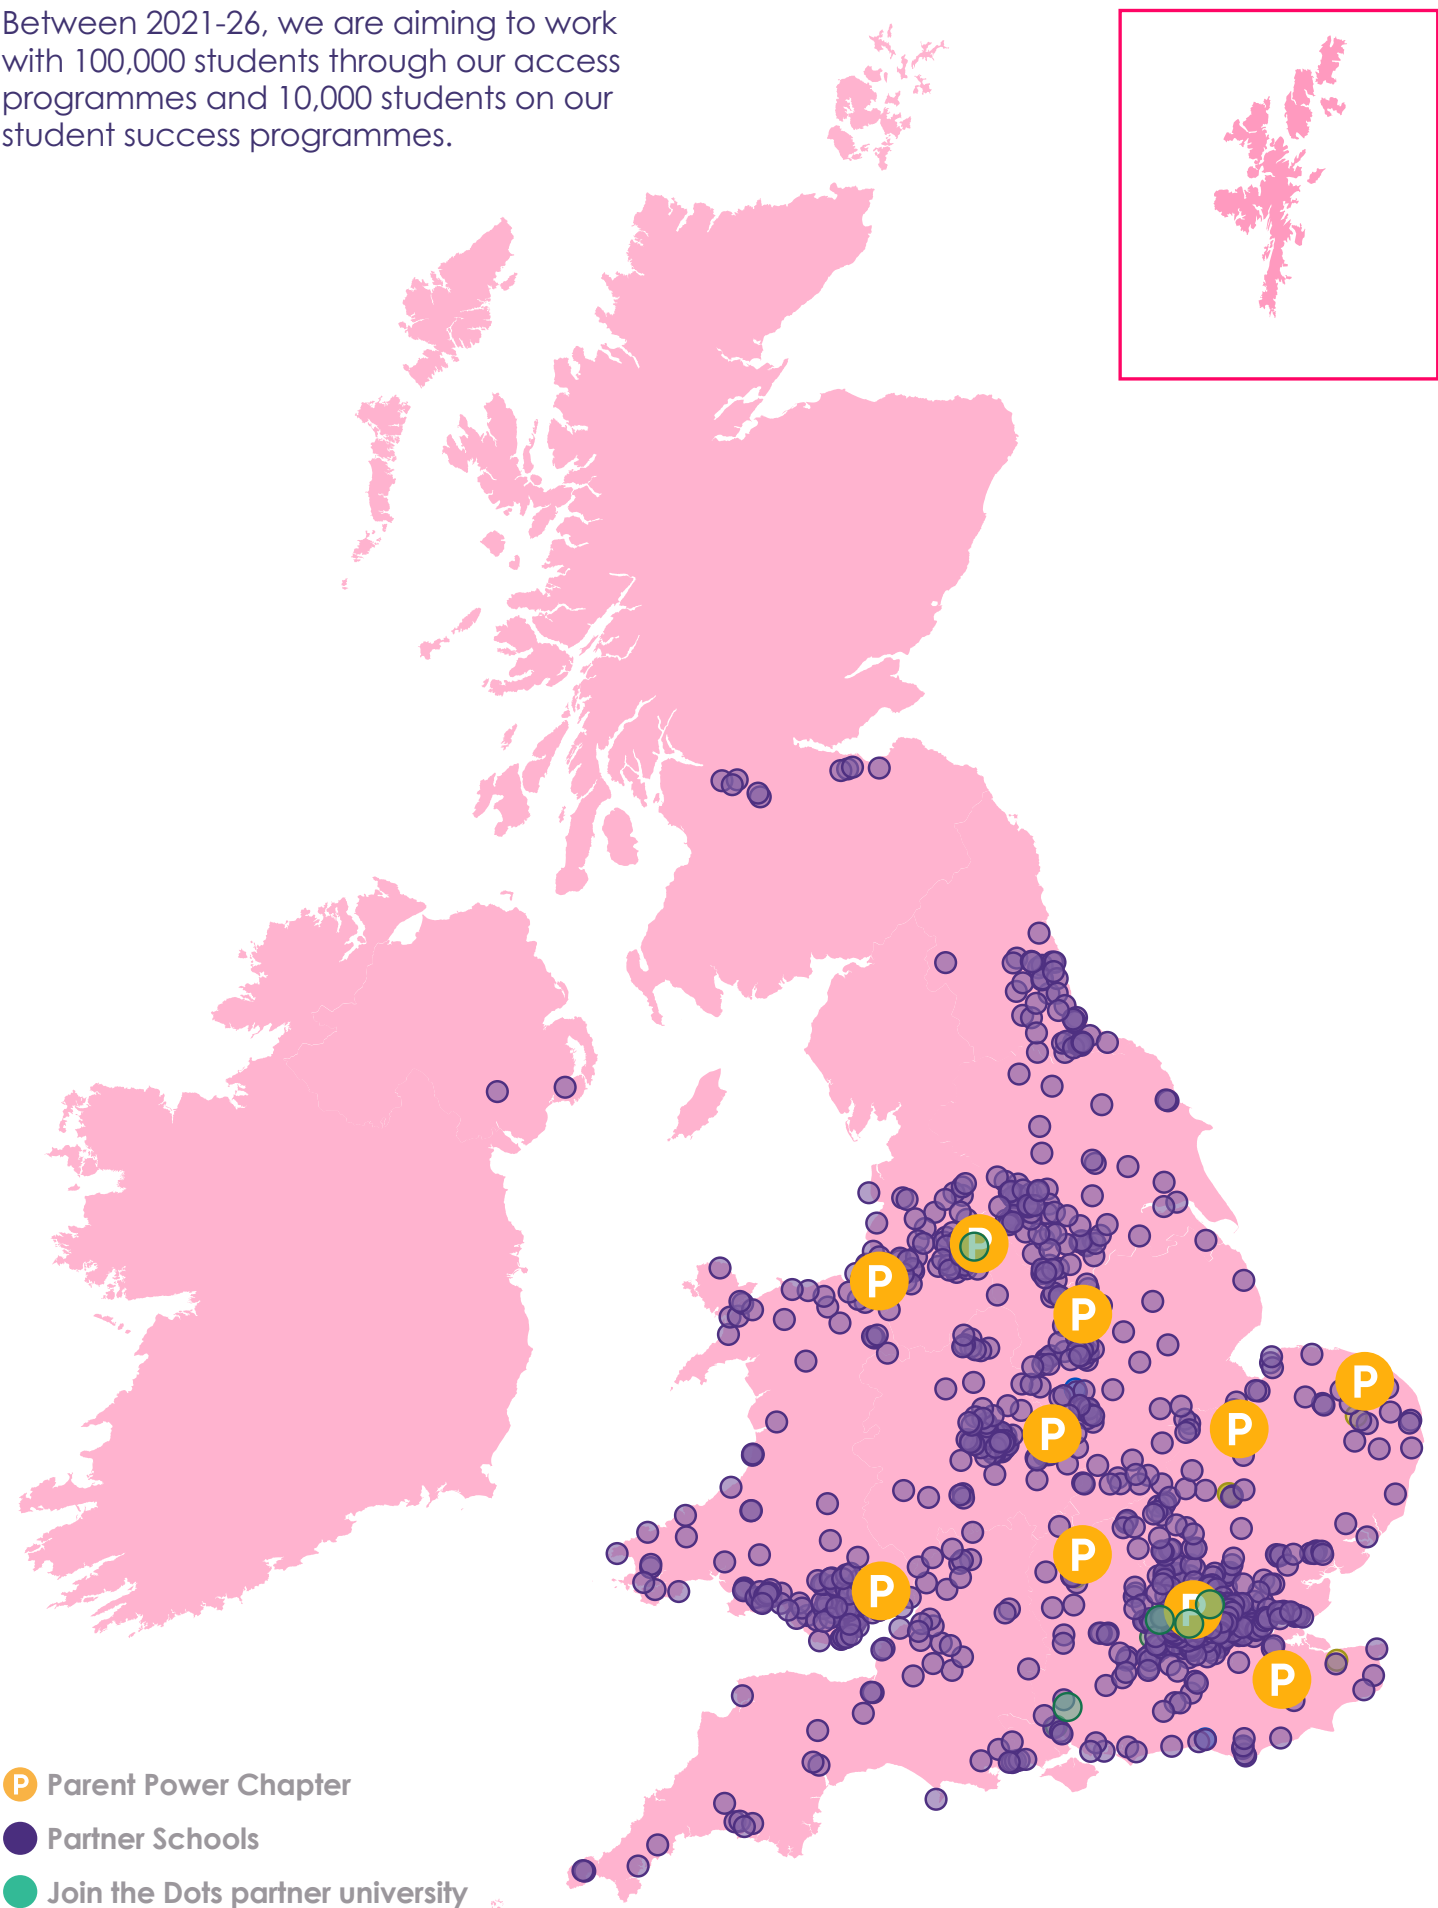 Between 2021-26, we are aiming to work
with 100,000 students through our access
programmes and 10,000 students on our
student success programmes.
P
P
P
P
P
P
P
P
P
P
P Parent Power Chapter
Partner Schools
Join the Dots partner university